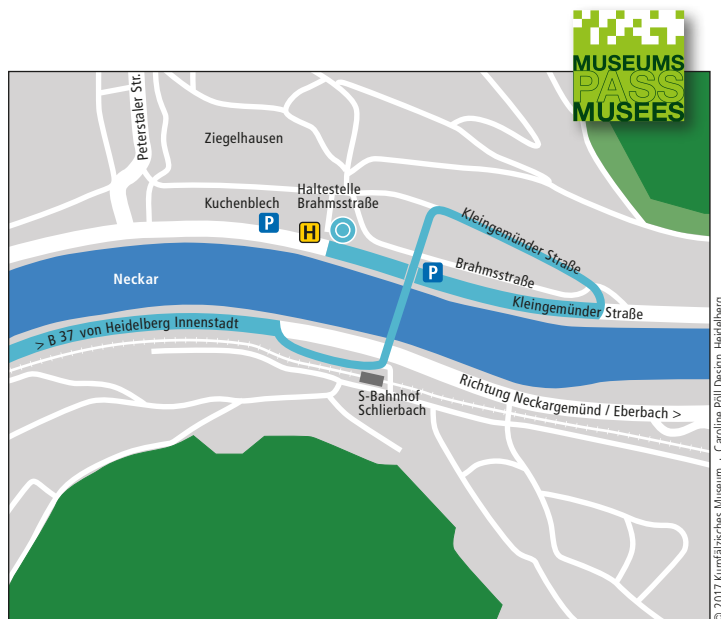 MUSEUMS
PASS
MUSEES
Peterstaler Str.
Ziegelhausen
Kuchenblech
P
Haltestelle
Brahmsstraße
H
Kleingemünder Straße
Brahmsstraße
P
Neckar
Kleingemünder Straße
> B 37 von Heidelberg Innenstadt
S-Bahnhof
Schlierbach
Richtung Neckargemünd / Eberbach >
© 2017 Kurpfälzisches Museum · Caroline Pöll Design, Heidelberg